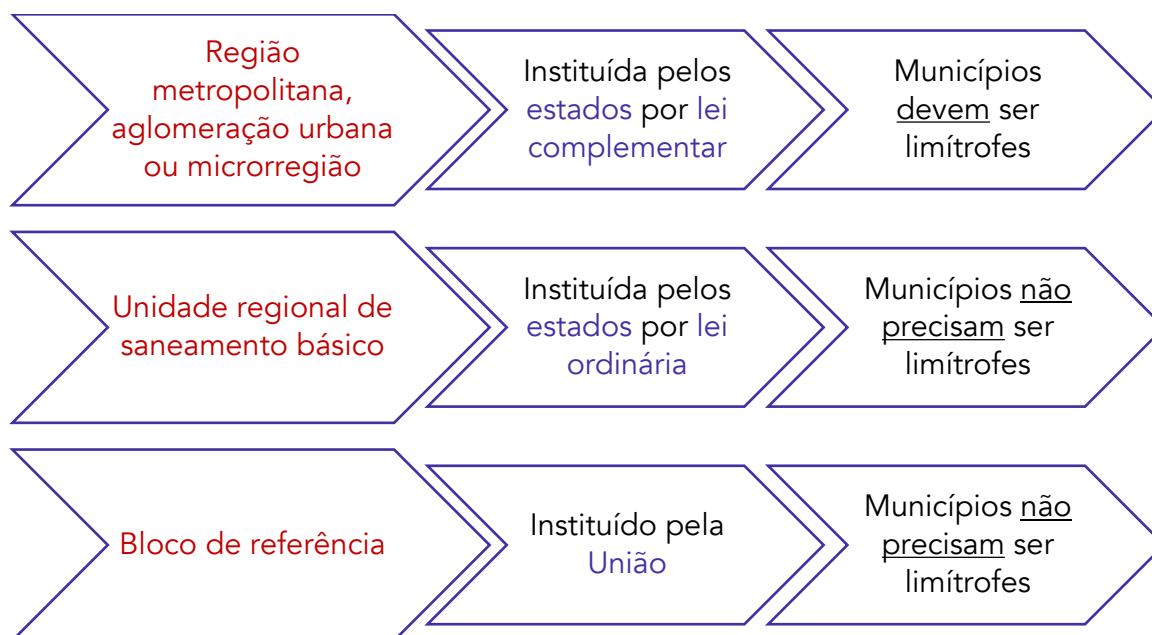 Região
metropolitana,
aglomeração urbana
ou microrregião
Instituída pelos
estados por lei
complementar
Municípios
devem ser
limítrofes
Unidade regional de
saneamento básico
Instituída pelos
estados por lei
ordinária
Municípios não
precisam ser
limítrofes
Bloco de referência
Instituído pela
União
Municípios não
precisam ser
limítrofes